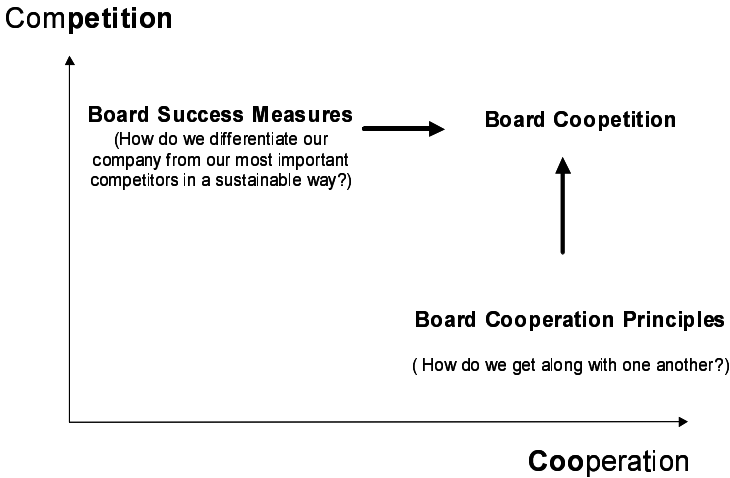 Competition
Board Success Measures
(How do we differentiate our
company from our most important
competitors in a sustainable way?)
Board Coopetition
Board Cooperation Principles
( How do we get along with one another?)
Cooperation